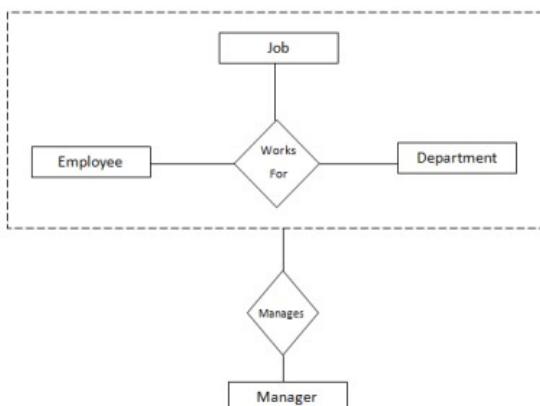 Job
Employee
Works
For
Department
Manages
Manager